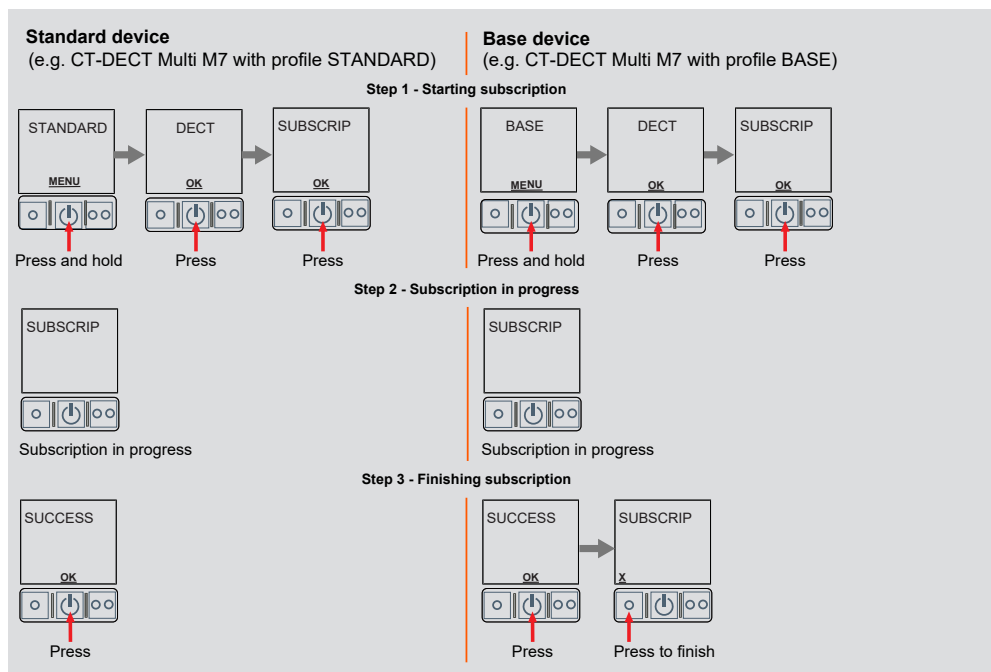 Standard device
(e.g. CT-DECT Multi M7 with profile STANDARD)
Base device
(e.g. CT-DECT Multi M7 with profile BASE)
Step 1 - Starting subscription
STANDARD
MENU
Press and hold
DECT
OK
Press
SUBSCRIP
OK
Press
BASE
MENU
Press and hold
DECT
OK
Press
SUBSCRIP
OK
Press
Step 2 - Subscription in progress
SUBSCRIP
Subscription in progress
SUBSCRIP
Subscription in progress
Step 3 - Finishing subscription
SUCCESS
OK
Press
SUCCESS
OK
Press
SUBSCRIP
X
Press to finish